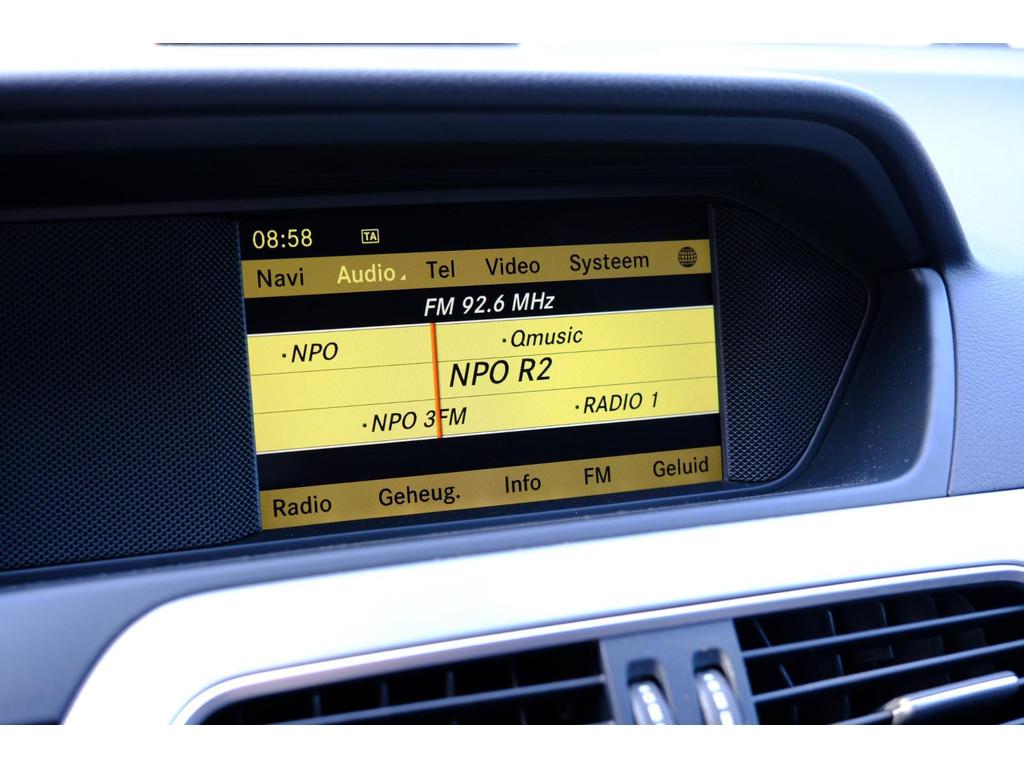 08:58 TA
Navi Audio Tel Video Systeem
FM 92.6 MHz
·NPO ·Qmusic
NPO R2
·NPO 3FM ·RADIO 1
Radio Geheug. Info FM Geluid